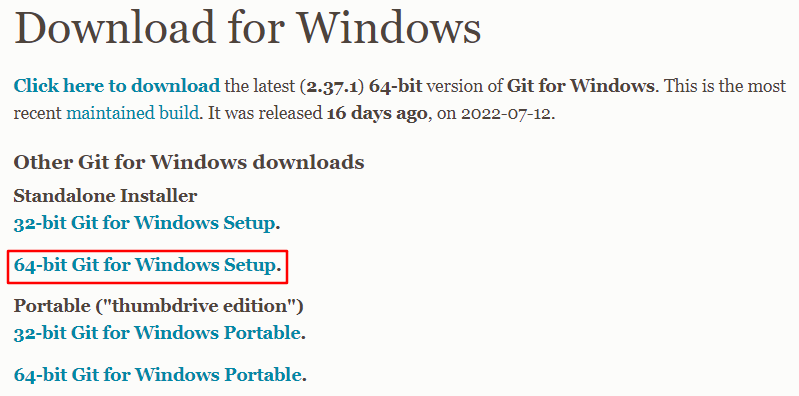 Download for Windows
Click here to download the latest (2.37.1) 64-bit version of Git for Windows. This is the most
recent maintained build. It was released 16 days ago, on 2022-07-12.
Other Git for Windows downloads
Standalone Installer
32-bit Git for Windows Setup.
64-bit Git for Windows Setup.
Portable ("thumbdrive edition")
32-bit Git for Windows Portable.
64-bit Git for Windows Portable.